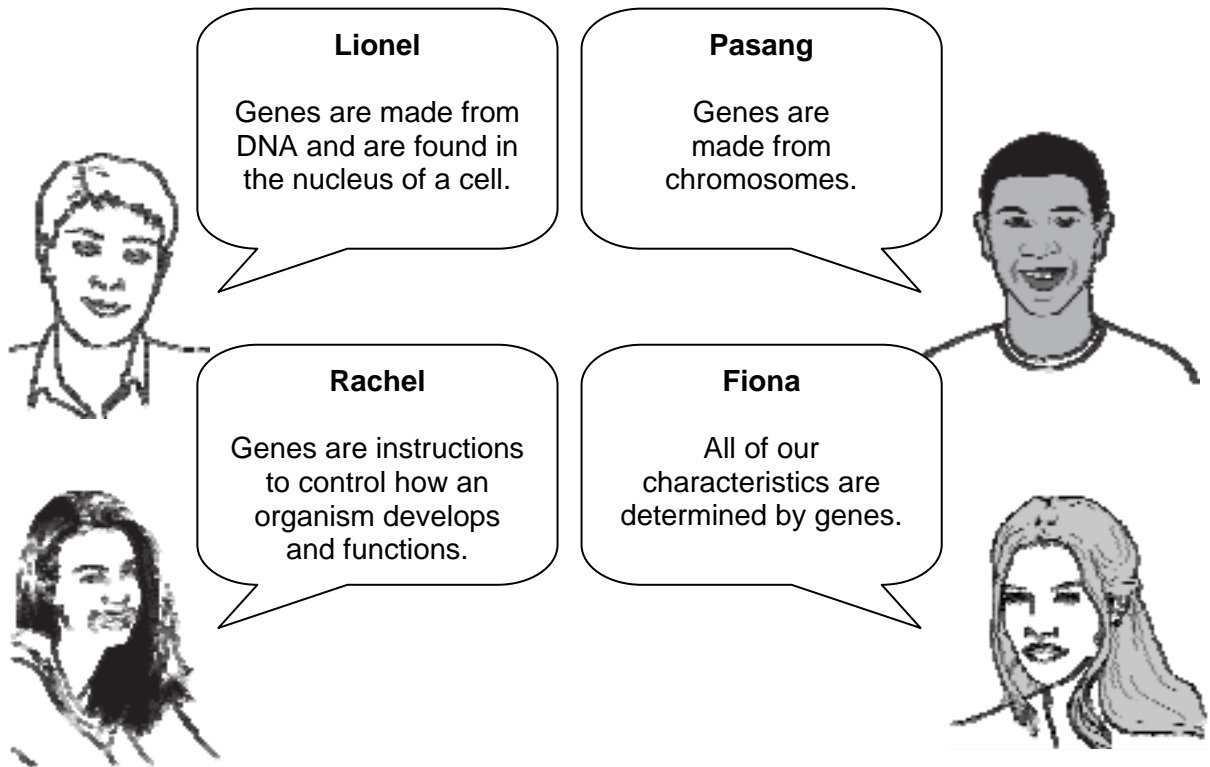 Lionel
Genes are made from
DNA and are found in
the nucleus of a cell.
Pasang
Genes are
made from
chromosomes.
Rachel
Genes are instructions
to control how an
organism develops
and functions.
Fiona
All of our
characteristics are
determined by genes.